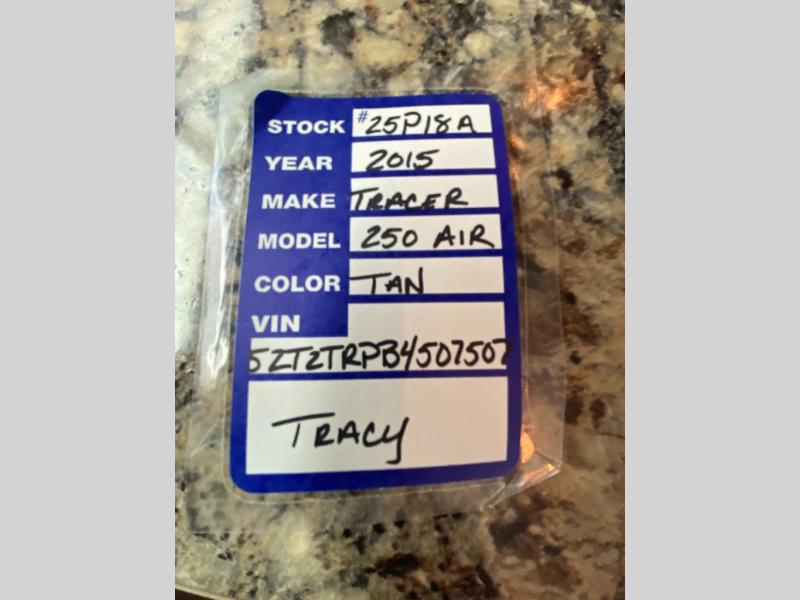 STOCK #25P18A
YEAR 2015
MAKE TRACER
MODEL 250 AIR
COLOR TAN
VIN
5ZT2TRPB4507507
TRACY